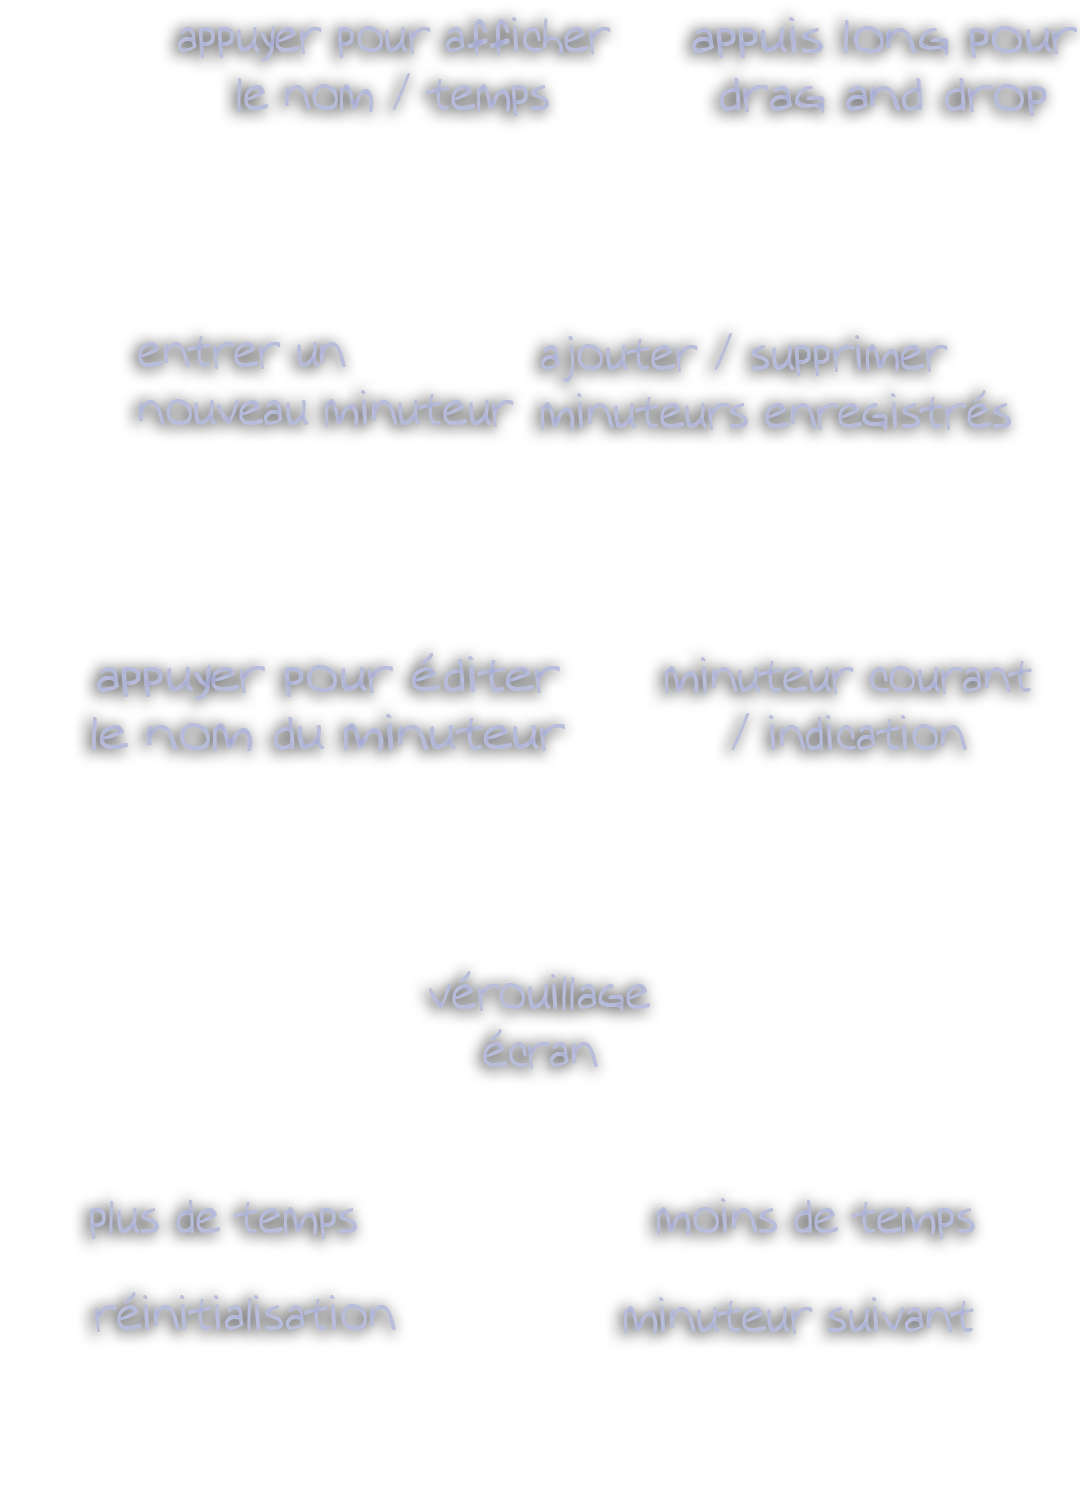 appuyer pour afficher
le nom / temps
appuis long pour
drag and drop
entrer un
nouveau minuteur
ajouter / supprimer
minuteurs enregistrés
appuyer pour éditer
le nom du minuteur
minuteur courant
/ indication
vérouillage
écran
plus de temps
moins de temps
réinitialisation
minuteur suivant